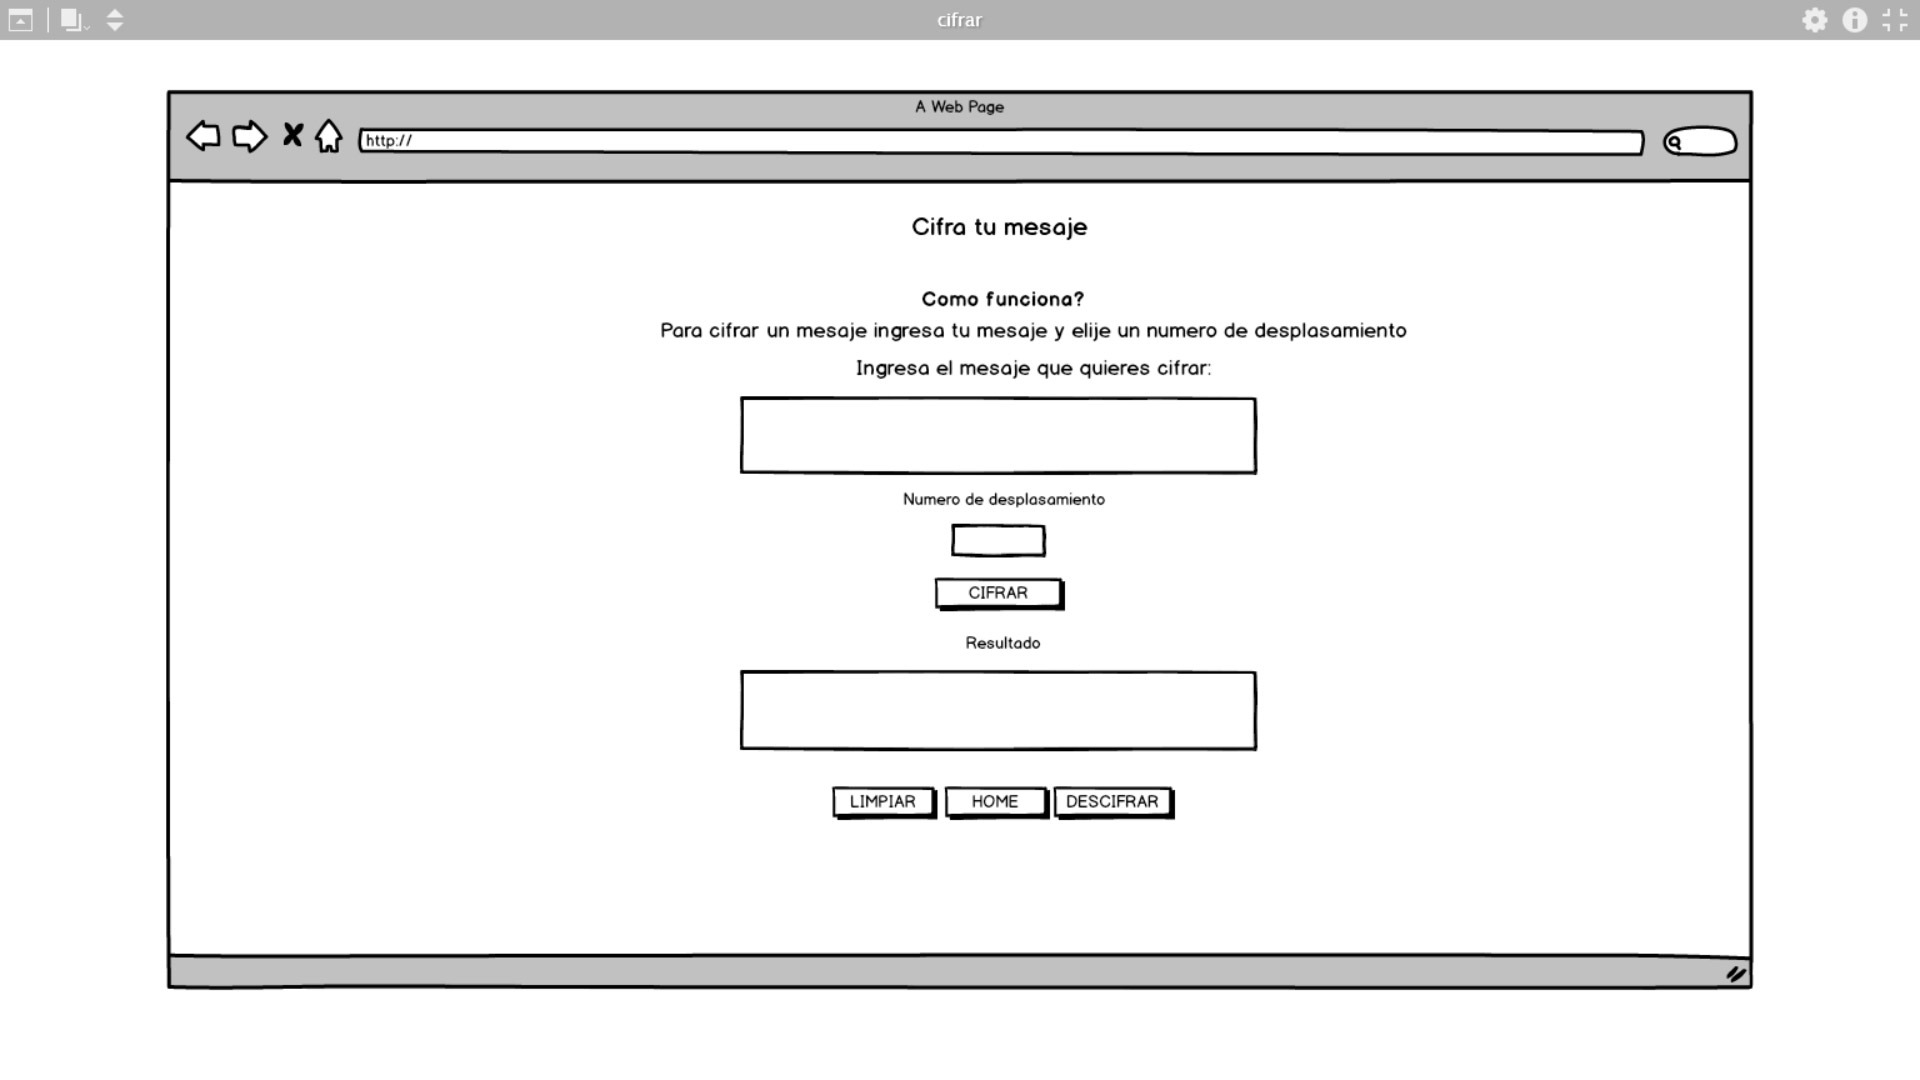 cifrar
A Web Page
http://
Cifra tu mesaje
Como funciona?
Para cifrar un mesaje ingresa tu mesaje y elije un numero de desplasamiento
Ingresa el mesaje que quieres cifrar:
Numero de desplasamiento
CIFRAR
Resultado
LIMPIAR HOME DESCIFRAR